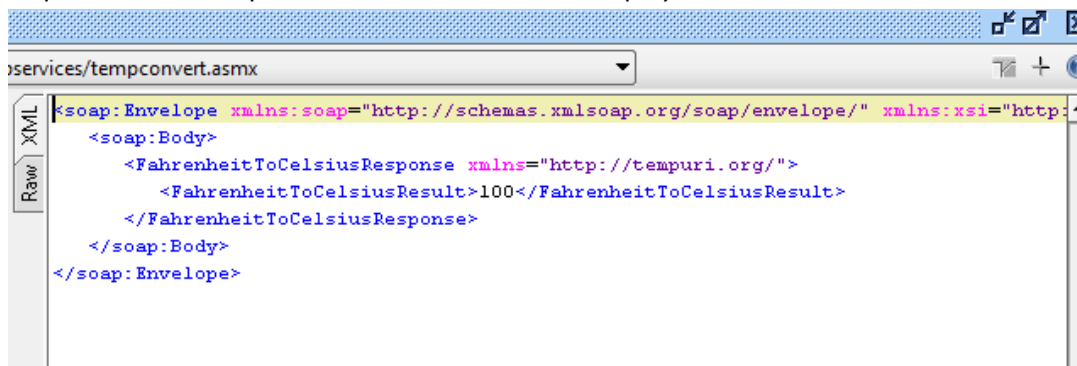 oservices/tempconvert.asmx
XML
Raw
<soap:Envelope xmlns:soap="http://schemas.xmlsoap.org/soap/envelope/" xmlns:xsi="http:
<soap:Body>
<FahrenheitToCelsiusResponse xmlns="http://tempuri.org/">
<FahrenheitToCelsiusResult>100</FahrenheitToCelsiusResult>
</FahrenheitToCelsiusResponse>
</soap:Body>
</soap:Envelope>